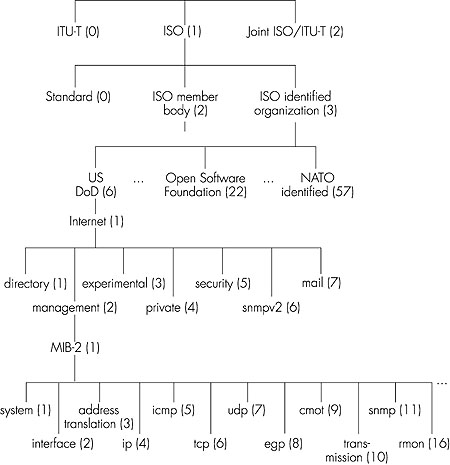 ITU-T (0) ISO (1) Joint ISO/ITU-T (2)
Standard (0) ISO member body (2) ISO identified organization (3)
US DoD (6) ... Open Software Foundation (22) ... NATO identified (57)
Internet (1)
directory (1) experimental (3) security (5) mail (7)
management (2) private (4) snmpv2 (6)
MIB-2 (1)
...
system (1) address translation (3) icmp (5) udp (7) cmot (9) snmp (11)
interface (2) ip (4) tcp (6) egp (8) trans-mission (10) rmon (16)